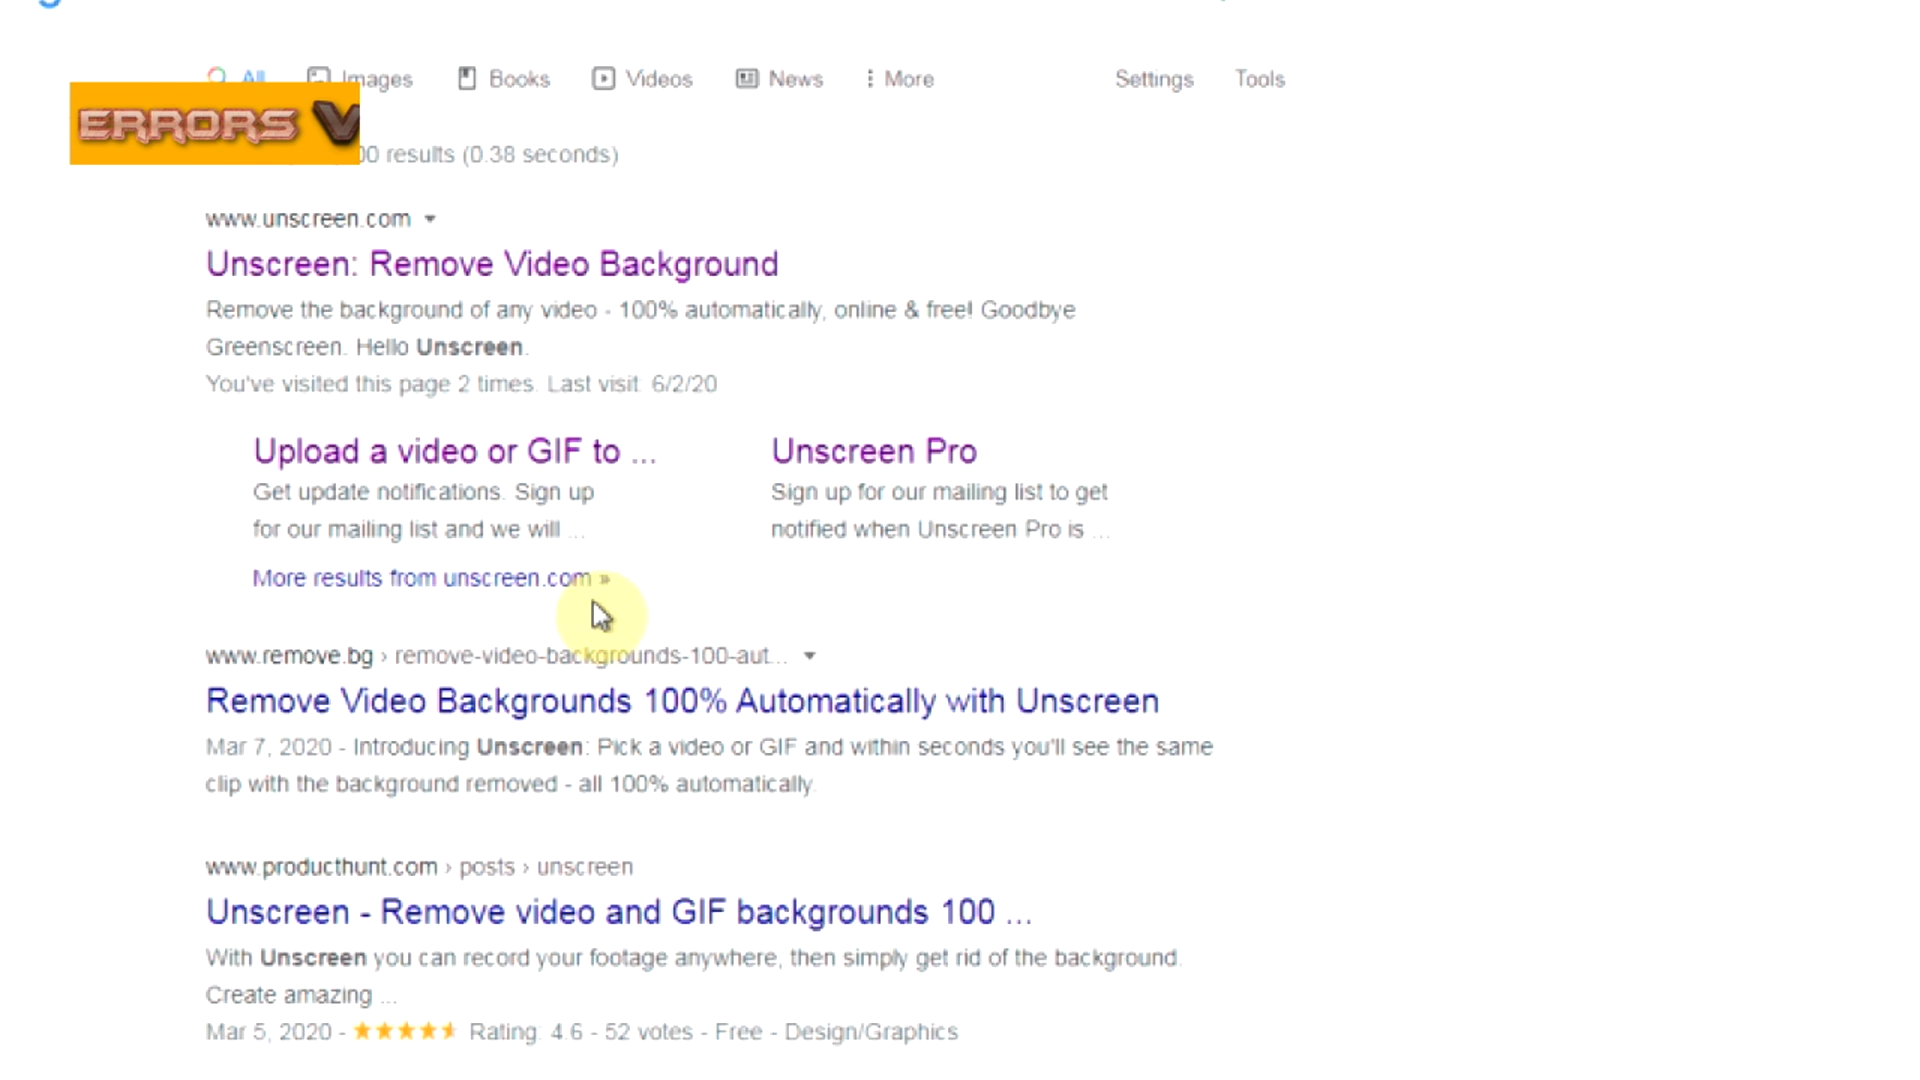 All Images Books Videos News More Settings Tools
ERRORS
00 results (0.38 seconds)
www.unscreen.com
Unscreen: Remove Video Background
Remove the background of any video - 100% automatically, online & free! Goodbye
Greenscreen. Hello Unscreen.
You've visited this page 2 times. Last visit: 6/2/20
Upload a video or GIF to ...
Get update notifications. Sign up
for our mailing list and we will ...
Unscreen Pro
Sign up for our mailing list to get
notified when Unscreen Pro is ...
More results from unscreen.com »
www.remove.bg › remove-video-backgrounds-100-aut...
Remove Video Backgrounds 100% Automatically with Unscreen
Mar 7, 2020 - Introducing Unscreen: Pick a video or GIF and within seconds you'll see the same
clip with the background removed - all 100% automatically.
www.producthunt.com › posts › unscreen
Unscreen - Remove video and GIF backgrounds 100 ...
With Unscreen you can record your footage anywhere, then simply get rid of the background.
Create amazing ...
Mar 5, 2020 - Rating: 4.6 - 52 votes - Free - Design/Graphics